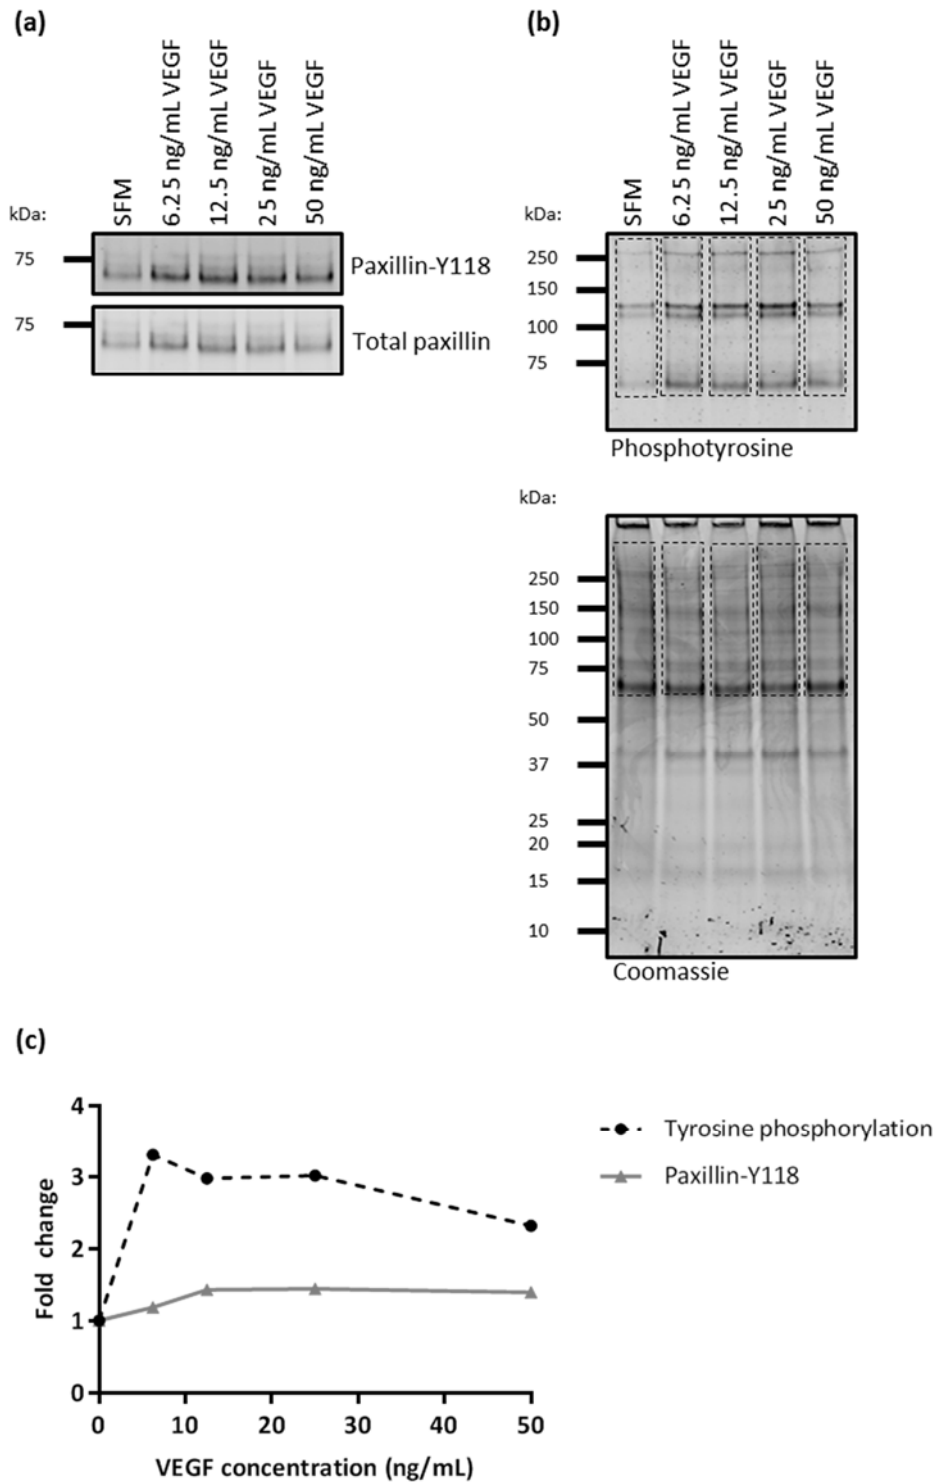 (a)
SFM
6.25 ng/mL VEGF
12.5 ng/mL VEGF
25 ng/mL VEGF
50 ng/mL VEGF
kDa:
75
Paxillin-Y118
75
Total paxillin
(b)
SFM
6.25 ng/mL VEGF
12.5 ng/mL VEGF
25 ng/mL VEGF
50 ng/mL VEGF
kDa:
250
150
100
75
Phosphotyrosine
kDa:
250
150
100
75
50
37
25
20
15
10
Coomassie
(c)
4
3
2
1
0
Fold change
0 10 20 30 40 50
VEGF concentration (ng/mL)
Tyrosine phosphorylation
Paxillin-Y118